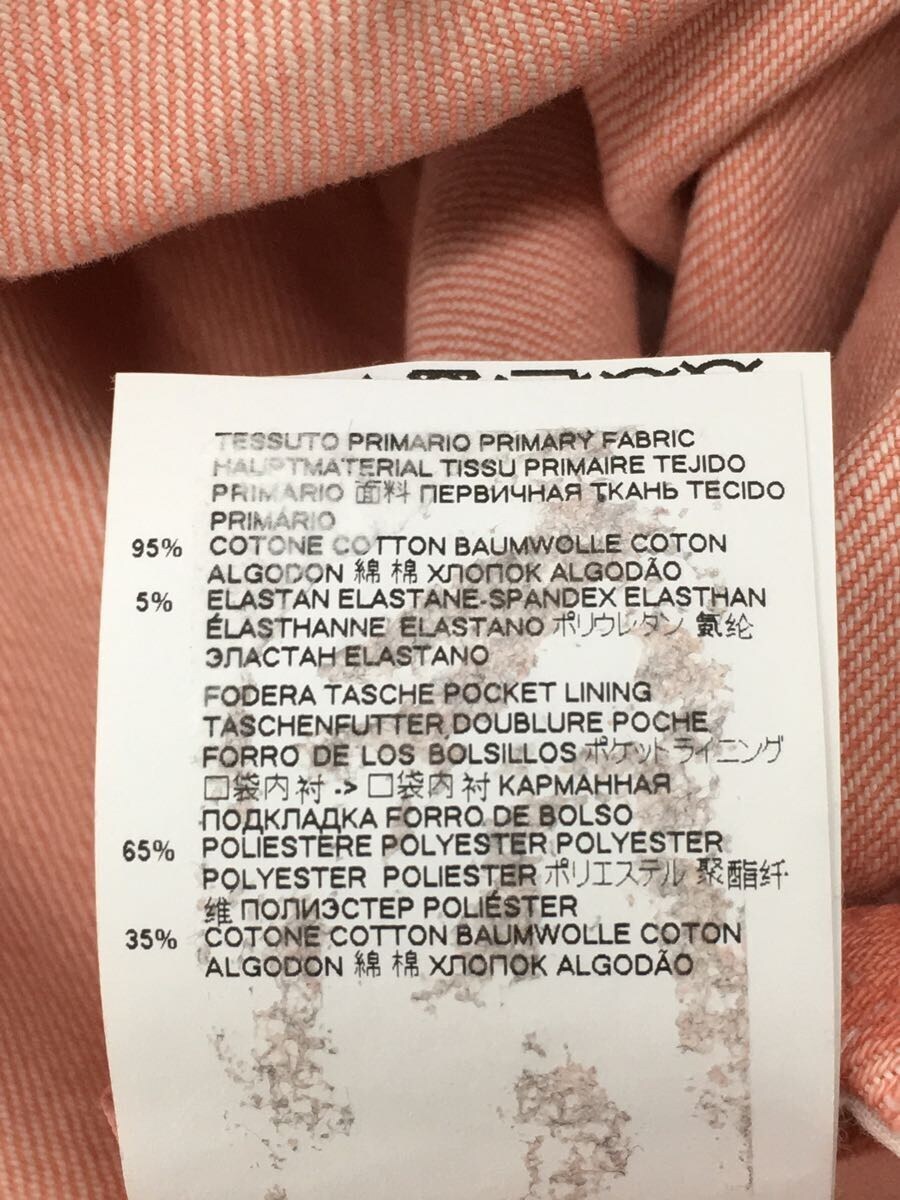 TESSUTO PRIMARIO PRIMARY FABRIC
HAUPTMATERIAL TISSU PRIMAIRE TEJIDO
PRIMARIO 面料 ПЕРВИЧНАЯ ТКАНЬ TECIDO
PRIMÁRIO
95% COTONE COTTON BAUMWOLLE COTON
ALGODON 綿 棉 ХЛОПОК ALGODÃO
5% ELASTAN ELASTANE-SPANDEX ELASTHAN
ÉLASTHANNE ELASTANO ポリウレタン 氨纶
ЭЛАСТАН ELASTANO
FODERA TASCHE POCKET LINING
TASCHENFUTTER DOUBLURE POCHE
FORRO DE LOS BOLSILLOS ポケットライニング
口袋内衬 -> 口袋内衬 КАРМАННАЯ
ПОДКЛАДКА FORRO DE BOLSO
65% POLIESTERE POLYESTER POLYESTER
POLYESTER POLIESTER ポリエステル 聚酯纤
维 ПОЛИЭСТЕР POLIÉSTER
35% COTONE COTTON BAUMWOLLE COTON
ALGODON 綿 棉 ХЛОПОК ALGODÃO